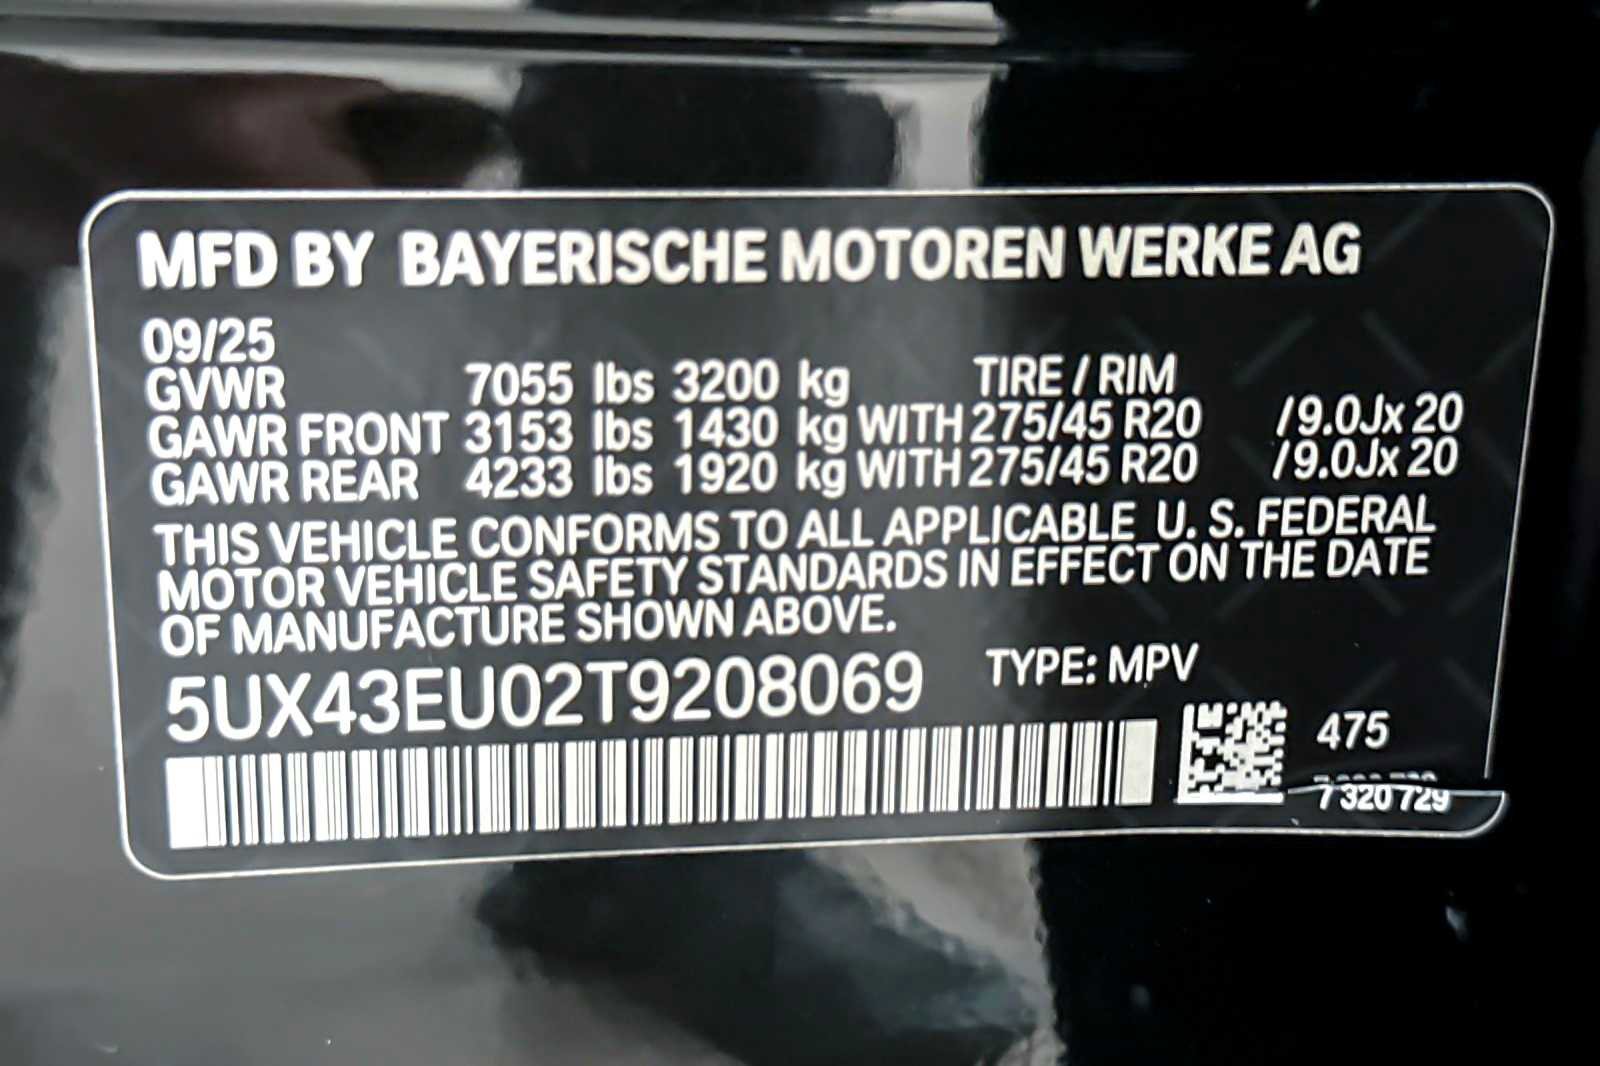 MFD BY BAYERISCHE MOTOREN WERKE AG
09/25
GVWR 7055 lbs 3200 kg TIRE / RIM
GAWR FRONT 3153 lbs 1430 kg WITH 275/45 R20 /9.0Jx 20
GAWR REAR 4233 lbs 1920 kg WITH 275/45 R20 /9.0Jx 20
THIS VEHICLE CONFORMS TO ALL APPLICABLE U. S. FEDERAL
MOTOR VEHICLE SAFETY STANDARDS IN EFFECT ON THE DATE
OF MANUFACTURE SHOWN ABOVE.
5UX43EU02T9208069 TYPE: MPV
475
7 320 729